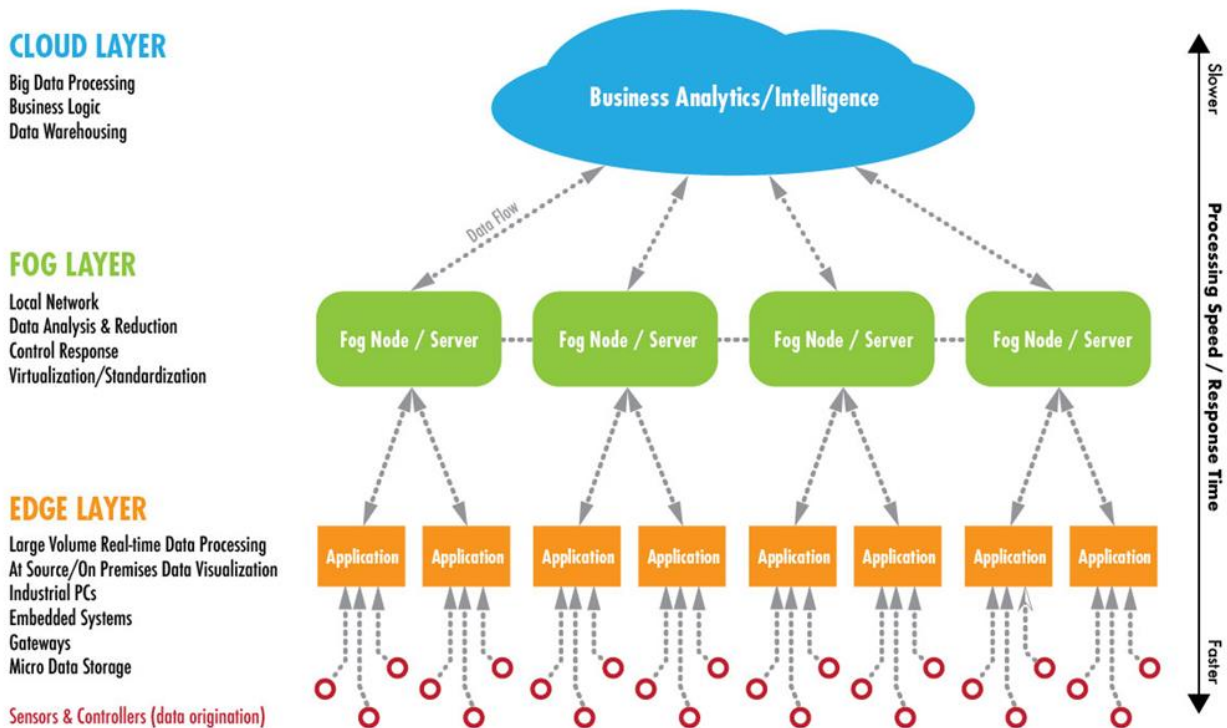 CLOUD LAYER
Big Data Processing
Business Logic
Data Warehousing
Business Analytics/Intelligence
Slower
Data Flow
FOG LAYER
Local Network
Data Analysis & Reduction
Control Response
Virtualization/Standardization
Fog Node / Server
Fog Node / Server
Fog Node / Server
Fog Node / Server
Processing Speed / Response Time
EDGE LAYER
Large Volume Real-time Data Processing
At Source/On Premises Data Visualization
Industrial PCs
Embedded Systems
Gateways
Micro Data Storage
Application
Application
Application
Application
Application
Application
Application
Application
Faster
Sensors & Controllers (data origination)